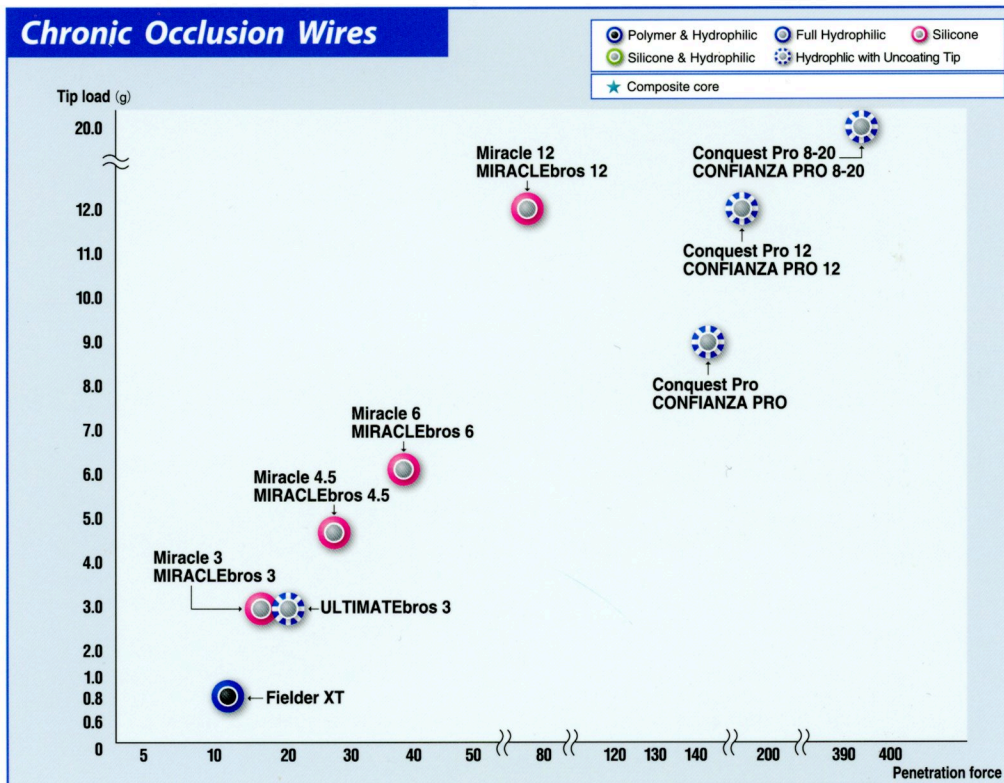 Chronic Occlusion Wires
Polymer & Hydrophilic
Full Hydrophilic
Silicone
Silicone & Hydrophilic
Hydrophlic with Uncoating Tip
Composite core
Tip load (g)
20.0
12.0
11.0
10.0
9.0
8.0
7.0
6.0
5.0
4.0
3.0
2.0
1.0
0.8
0.6
0
Miracle 12
MIRACLEbros 12
Conquest Pro 8-20
CONFIANZA PRO 8-20
Conquest Pro 12
CONFIANZA PRO 12
Conquest Pro
CONFIANZA PRO
Miracle 6
MIRACLEbros 6
Miracle 4.5
MIRACLEbros 4.5
Miracle 3
MIRACLEbros 3
ULTIMATEbros 3
Fielder XT
5 10 20 30 40 50 80 120 130 140 200 390 400
Penetration force